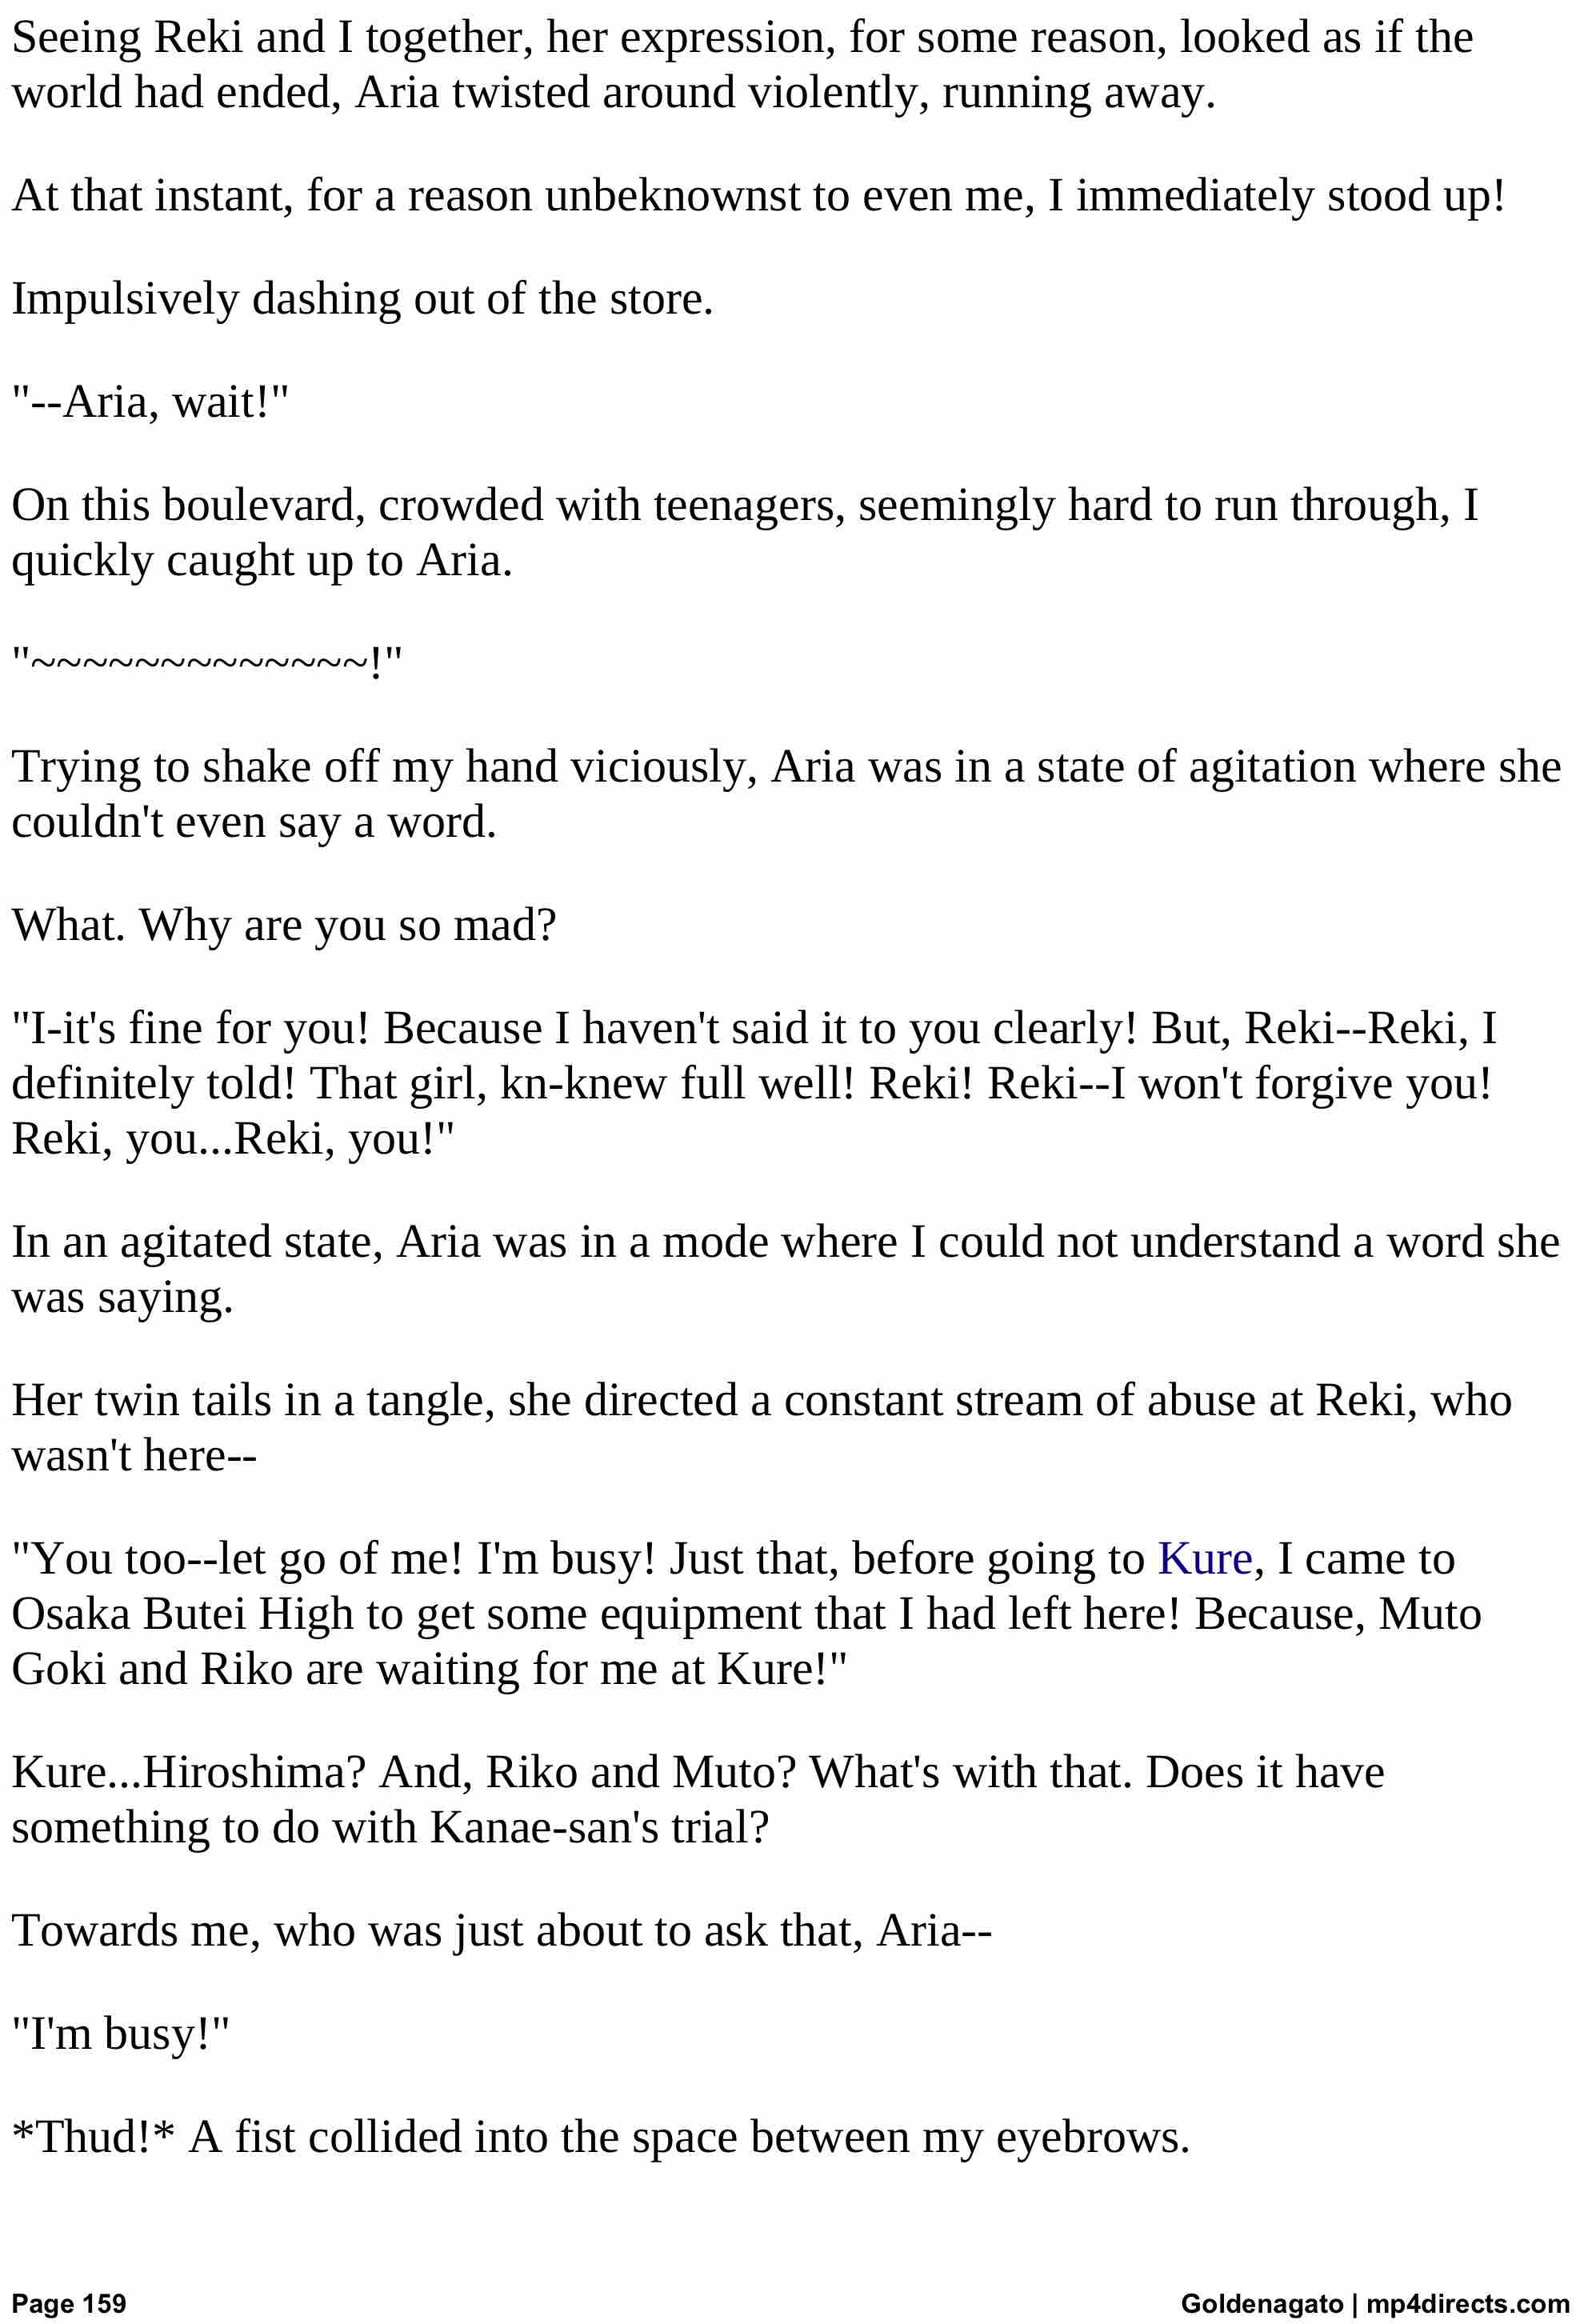 Seeing Reki and I together, her expression, for some reason, looked as if the
world had ended, Aria twisted around violently, running away.
At that instant, for a reason unbeknownst to even me, I immediately stood up!
Impulsively dashing out of the store.
"--Aria, wait!"
On this boulevard, crowded with teenagers, seemingly hard to run through, I
quickly caught up to Aria.
"~~~~~~~~~~~~~!"
Trying to shake off my hand viciously, Aria was in a state of agitation where she
couldn't even say a word.
What. Why are you so mad?
"I-it's fine for you! Because I haven't said it to you clearly! But, Reki--Reki, I
definitely told! That girl, kn-knew full well! Reki! Reki--I won't forgive you!
Reki, you...Reki, you!"
In an agitated state, Aria was in a mode where I could not understand a word she
was saying.
Her twin tails in a tangle, she directed a constant stream of abuse at Reki, who
wasn't here--
"You too--let go of me! I'm busy! Just that, before going to Kure, I came to
Osaka Butei High to get some equipment that I had left here! Because, Muto
Goki and Riko are waiting for me at Kure!"
Kure...Hiroshima? And, Riko and Muto? What's with that. Does it have
something to do with Kanae-san's trial?
Towards me, who was just about to ask that, Aria--
"I'm busy!"
*Thud!* A fist collided into the space between my eyebrows.
Page 159
Goldenagato | mp4directs.com